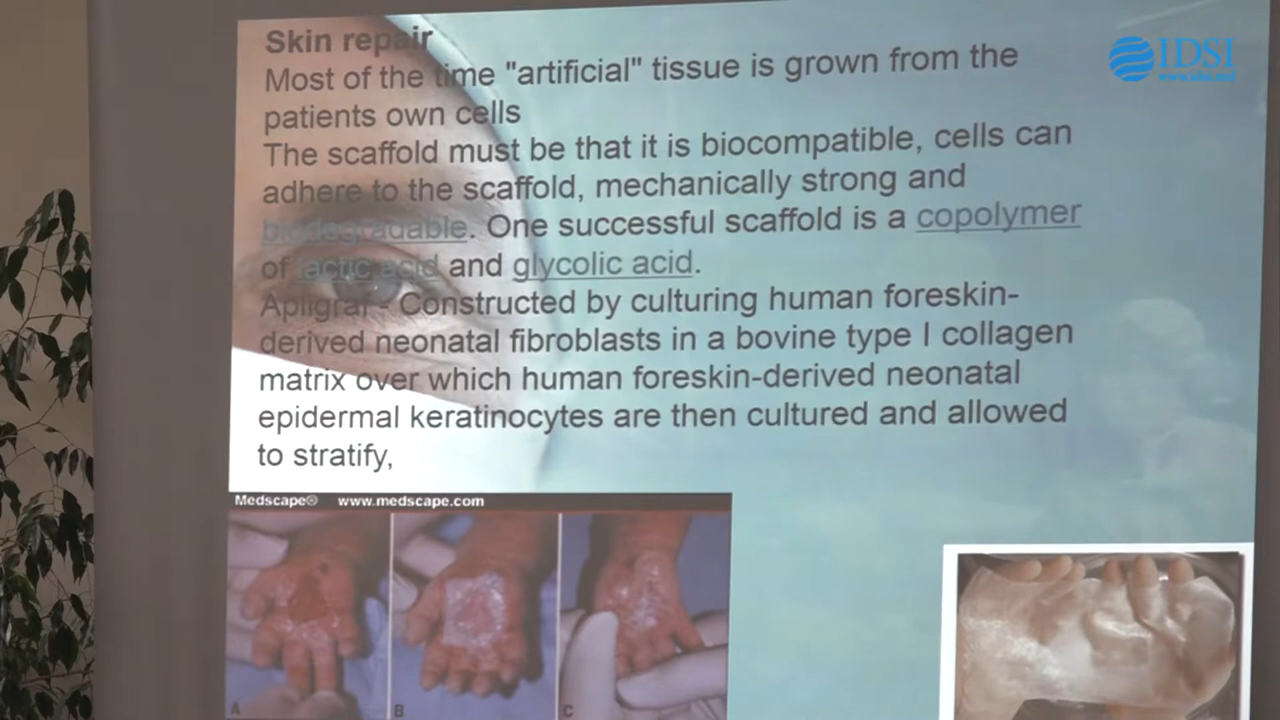 Skin repair
IDSI
www.idsi.md
Most of the time "artificial" tissue is grown from the
patients own cells
The scaffold must be that it is biocompatible, cells can
adhere to the scaffold, mechanically strong and
biodegradable. One successful scaffold is a copolymer
of lactic acid and glycolic acid.
Apligraf - Constructed by culturing human foreskin-
derived neonatal fibroblasts in a bovine type I collagen
matrix over which human foreskin-derived neonatal
epidermal keratinocytes are then cultured and allowed
to stratify,
Medscape® www.medscape.com
A B C